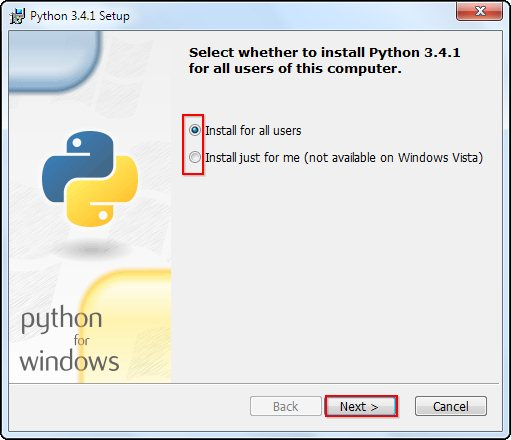 Python 3.4.1 Setup
Select whether to install Python 3.4.1
for all users of this computer.
Install for all users
Install just for me (not available on Windows Vista)
python
for
windows
Back
Next >
Cancel